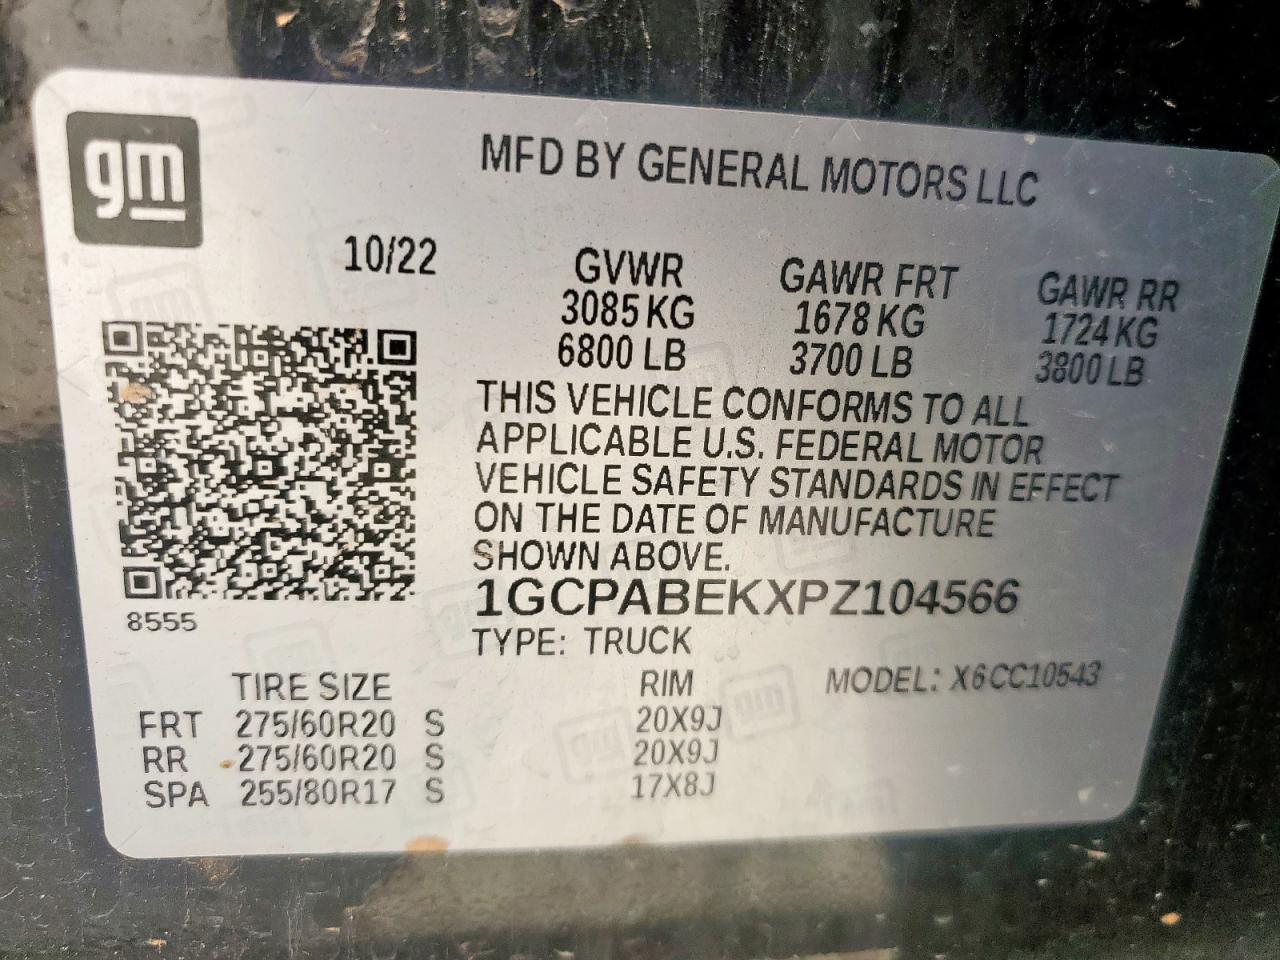 gm
MFD BY GENERAL MOTORS LLC
10/22
GVWR GAWR FRT GAWR RR
3085 KG 1678 KG 1724 KG
6800 LB 3700 LB 3800 LB
THIS VEHICLE CONFORMS TO ALL
APPLICABLE U.S. FEDERAL MOTOR
VEHICLE SAFETY STANDARDS IN EFFECT
ON THE DATE OF MANUFACTURE
SHOWN ABOVE.
1GCPABEKXPZ104566
8555
TYPE: TRUCK
TIRE SIZE RIM MODEL: X6CC10543
FRT 275/60R20 S 20X9J
RR 275/60R20 S 20X9J
SPA 255/80R17 S 17X8J